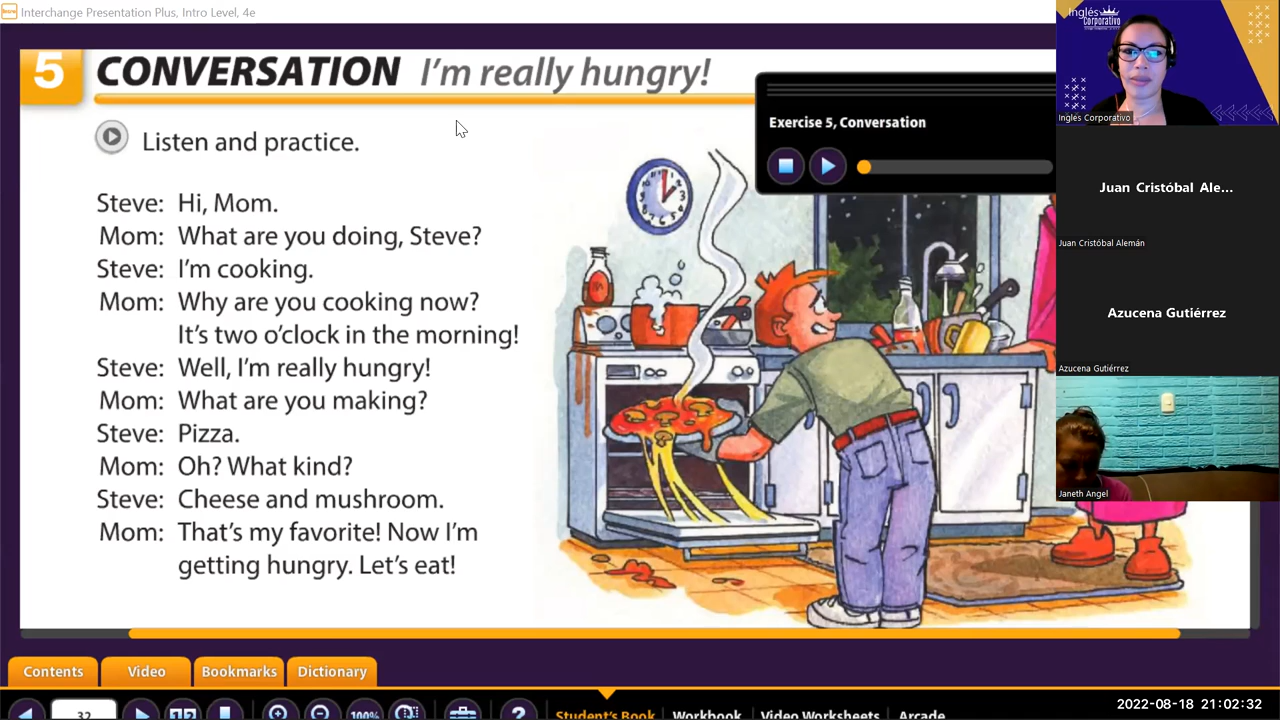 Interchange Presentation Plus, Intro Level, 4e
5 CONVERSATION I'm really hungry!
Listen and practice.
Steve: Hi, Mom.
Mom: What are you doing, Steve?
Steve: I'm cooking.
Mom: Why are you cooking now?
It's two o'clock in the morning!
Steve: Well, I'm really hungry!
Mom: What are you making?
Steve: Pizza.
Mom: Oh? What kind?
Steve: Cheese and mushroom.
Mom: That's my favorite! Now I'm
getting hungry. Let's eat!
Exercise 5, Conversation
Inglés
Corporativo
Inglés Corporativo
Juan Cristóbal Ale...
Juan Cristóbal Alemán
Azucena Gutiérrez
Azucena Gutiérrez
Janeth Angel
Contents
Video
Bookmarks
Dictionary
32
100%
?
Student's Book
Workbook
Video Worksheets
Arcade
2022-08-18 21:02:32